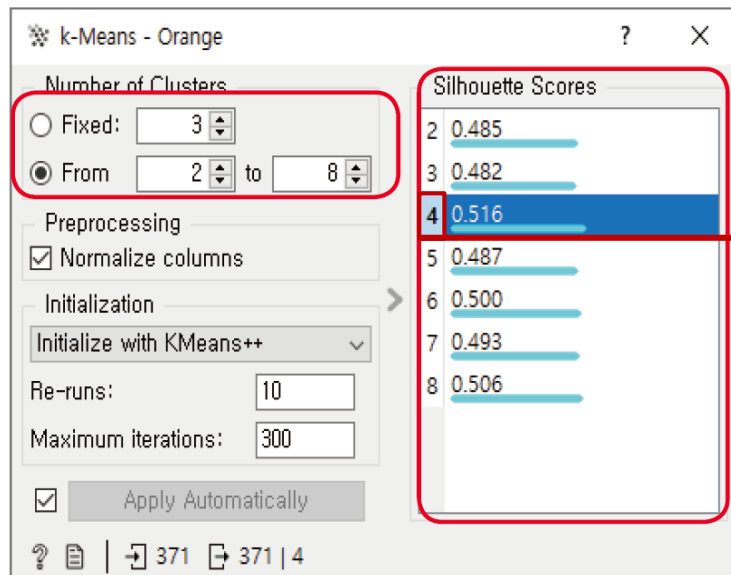 k-Means - Orange
?
Number of Clusters
Fixed: 3
From 2 to 8
Preprocessing
Normalize columns
Initialization
Initialize with KMeans++
Re-runs: 10
Maximum iterations: 300
Apply Automatically
? 371 371 | 4
Silhouette Scores
2 0.485
3 0.482
4 0.516
5 0.487
6 0.500
7 0.493
8 0.506